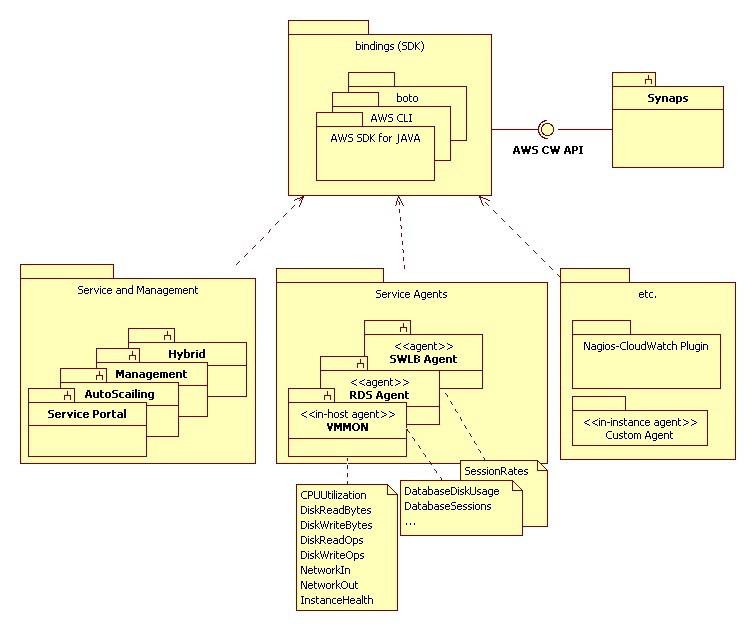 bindings (SDK)
boto
AWS CLI
AWS SDK for JAVA
AWS CW API
Synaps
Service and Management
Hybrid
Management
AutoScailing
Service Portal
Service Agents
<<agent>>
SWLB Agent
<<agent>>
RDS Agent
<<in-host agent>>
VMMON
etc.
Nagios-CloudWatch Plugin
<<in-instance agent>>
Custom Agent
SessionRates
DatabaseDiskUsage
DatabaseSessions
...
CPUUtilization
DiskReadBytes
DiskWriteBytes
DiskReadOps
DiskWriteOps
NetworkIn
NetworkOut
InstanceHealth